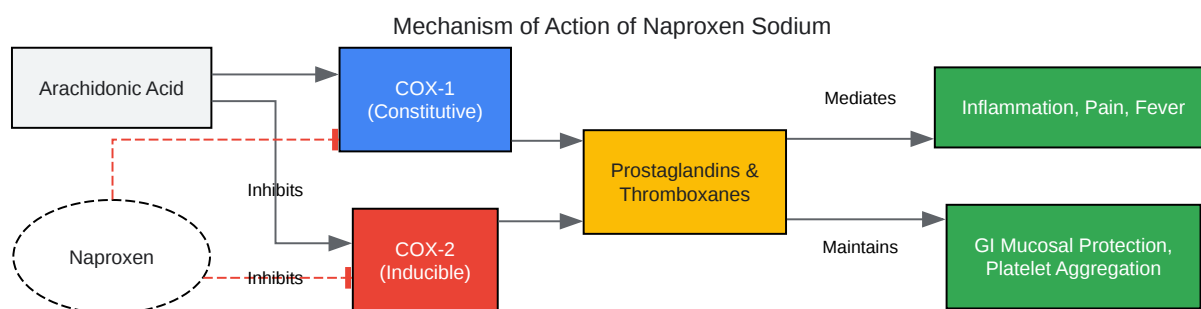 Mechanism of Action of Naproxen Sodium
Arachidonic Acid
COX-1
(Constitutive)
Mediates
Inflammation, Pain, Fever
Prostaglandins &
Thromboxanes
Inhibits
Naproxen
COX-2
(Inducible)
Inhibits
Maintains
GI Mucosal Protection,
Platelet Aggregation